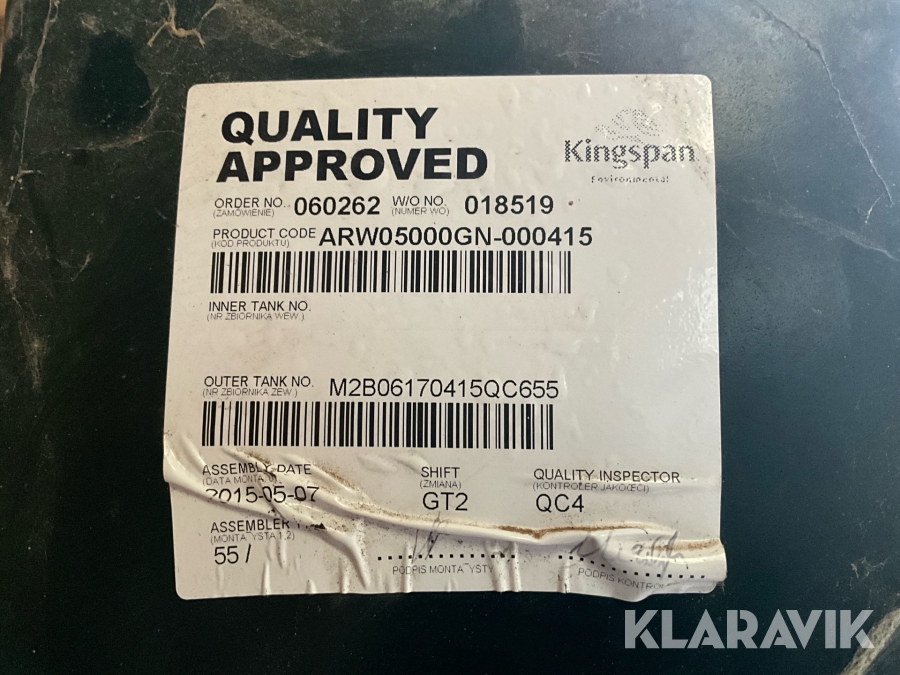 QUALITY
APPROVED
Kingspan
Environmental
ORDER NO. 060262 W/O NO. 018519
(ZAMÓWIENIE) (NUMER WO)
PRODUCT CODE ARW05000GN-000415
(KOD PRODUKTU)
INNER TANK NO.
(NR ZBIORNIKA WEW.)
OUTER TANK NO. M2B06170415QC655
(NR ZBIORNIKA ZEW.)
ASSEMBLY DATE SHIFT QUALITY INSPECTOR
(DATA (ZMIANA) (KONTROLER
2015-05-07 GT2 QC4
ASSEMBLER
55 /
PODPIS PODPIS
KLARAVIK